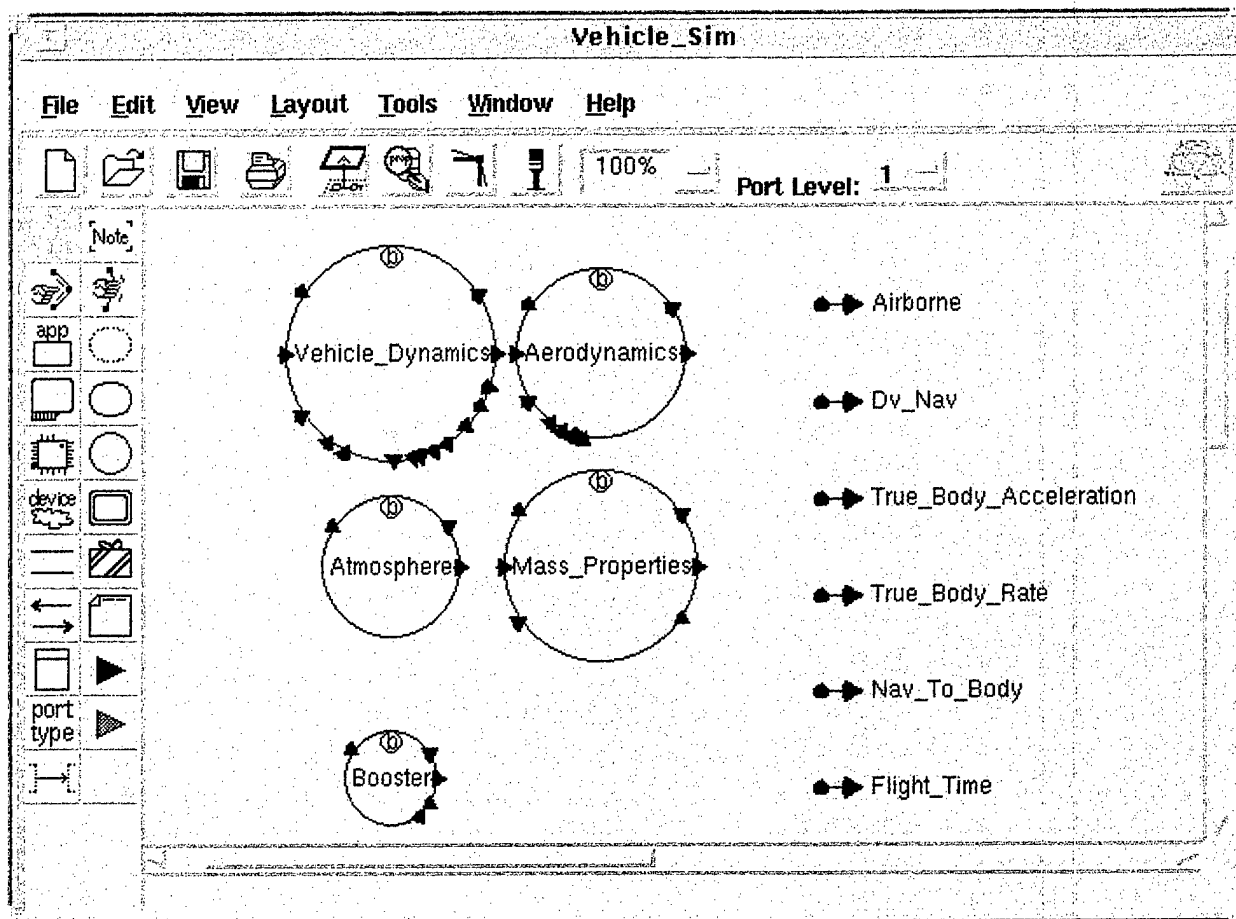 Vehicle_Sim
File Edit View Layout Tools Window Help
100% Port Level: 1
[Note]
app
device
port
type
b
Vehicle_Dynamics
b
Aerodynamics
b
Atmosphere
b
Mass_Properties
b
Booster
Airborne
Dv_Nav
True_Body_Acceleration
True_Body_Rate
Nav_To_Body
Flight_Time